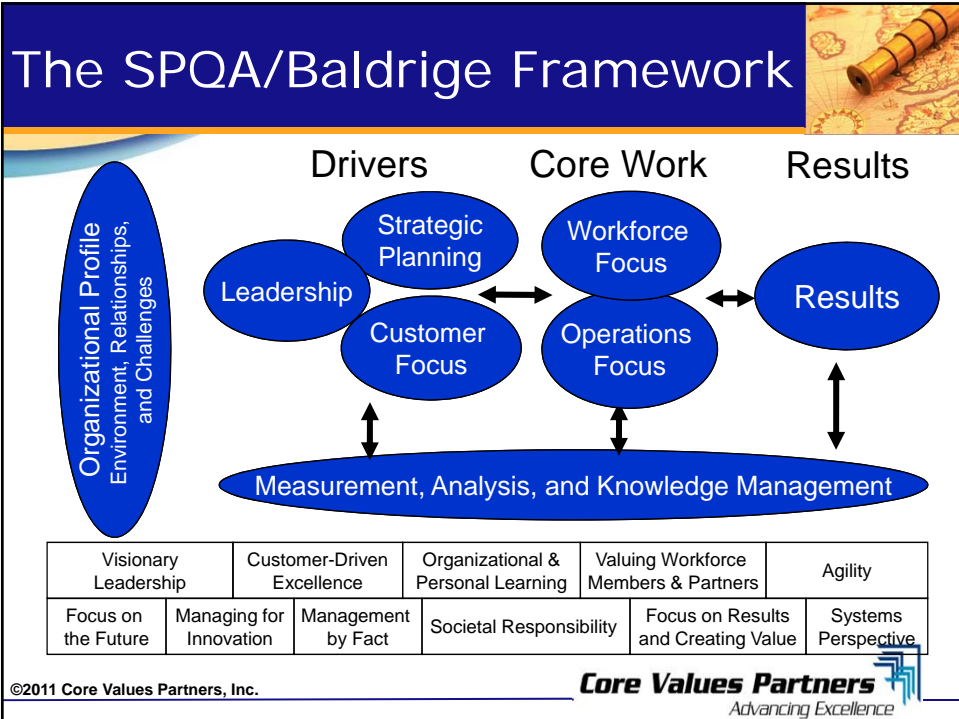 The SPQA/Baldrige Framework
Drivers
Core Work
Results
Organizational Profile
Environment, Relationships,
and Challenges
Leadership
Strategic
Planning
Customer
Focus
Workforce
Focus
Operations
Focus
Results
Measurement, Analysis, and Knowledge Management
Visionary
Leadership
Customer-Driven
Excellence
Organizational &
Personal Learning
Valuing Workforce
Members & Partners
Agility
Focus on
the Future
Managing for
Innovation
Management
by Fact
Societal Responsibility
Focus on Results
and Creating Value
Systems
Perspective
©2011 Core Values Partners, Inc.
Core Values Partners
Advancing Excellence